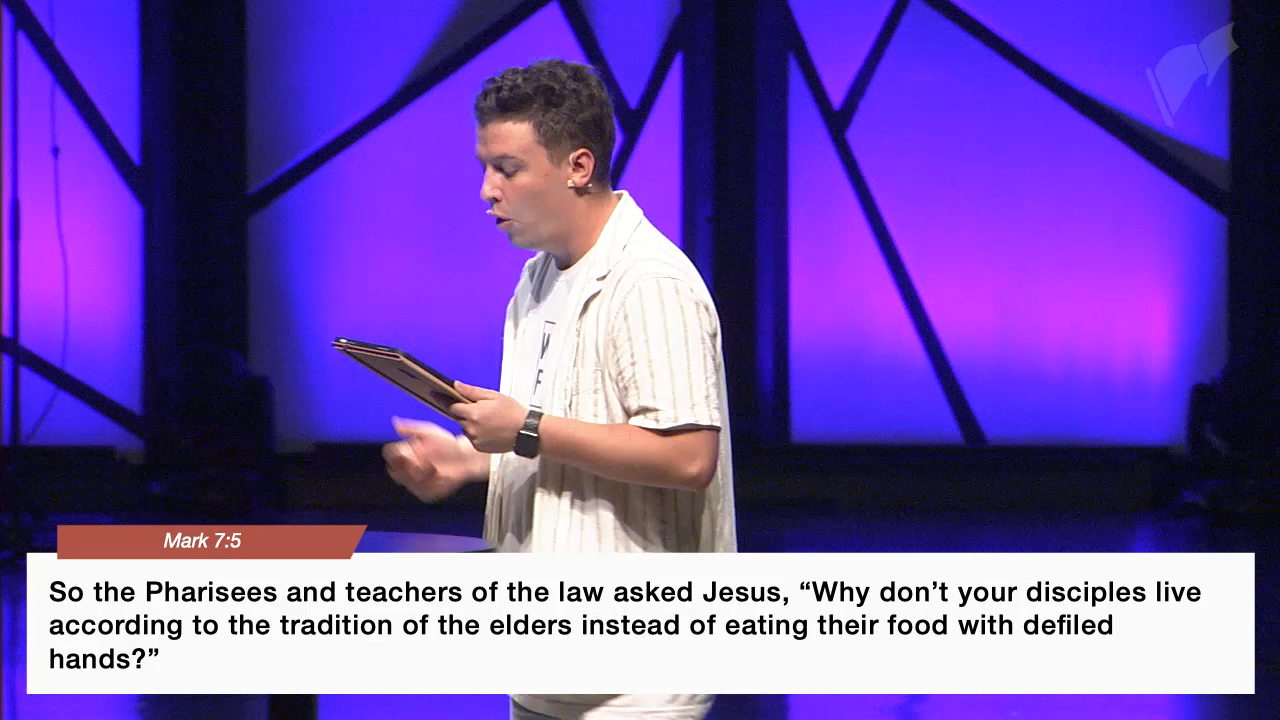 Mark 7:5
So the Pharisees and teachers of the law asked Jesus, “Why don’t your disciples live
according to the tradition of the elders instead of eating their food with defiled
hands?”